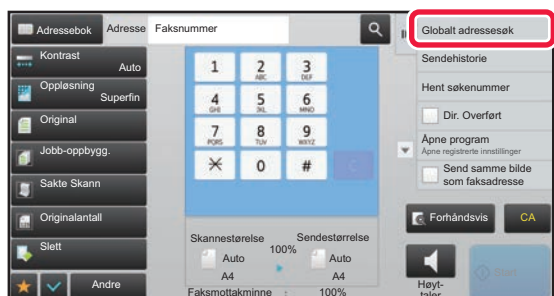 Adressebok
Adresse
Faksnummer
Globalt adressesøk
Kontrast
Auto
Oppløsning
Superfin
Original
Jobb-oppbygg.
Sakte Skann
Originalantall
Slett
Andre
1
2
ABC
3
DEF
4
GHI
5
JKL
6
MNO
7
PQRS
8
TUV
9
WXYZ
0
#
C
Skannestørelse
100%
Sendestørrelse
Auto
A4
Auto
A4
Faksmottakminne : 100%
Sendehistorie
Hent søkenummer
Dir. Overført
Åpne program
Åpne registrerte innstillinger
Send samme bilde
som faksadresse
Forhåndsvis
CA
Høyt-
taler
Start